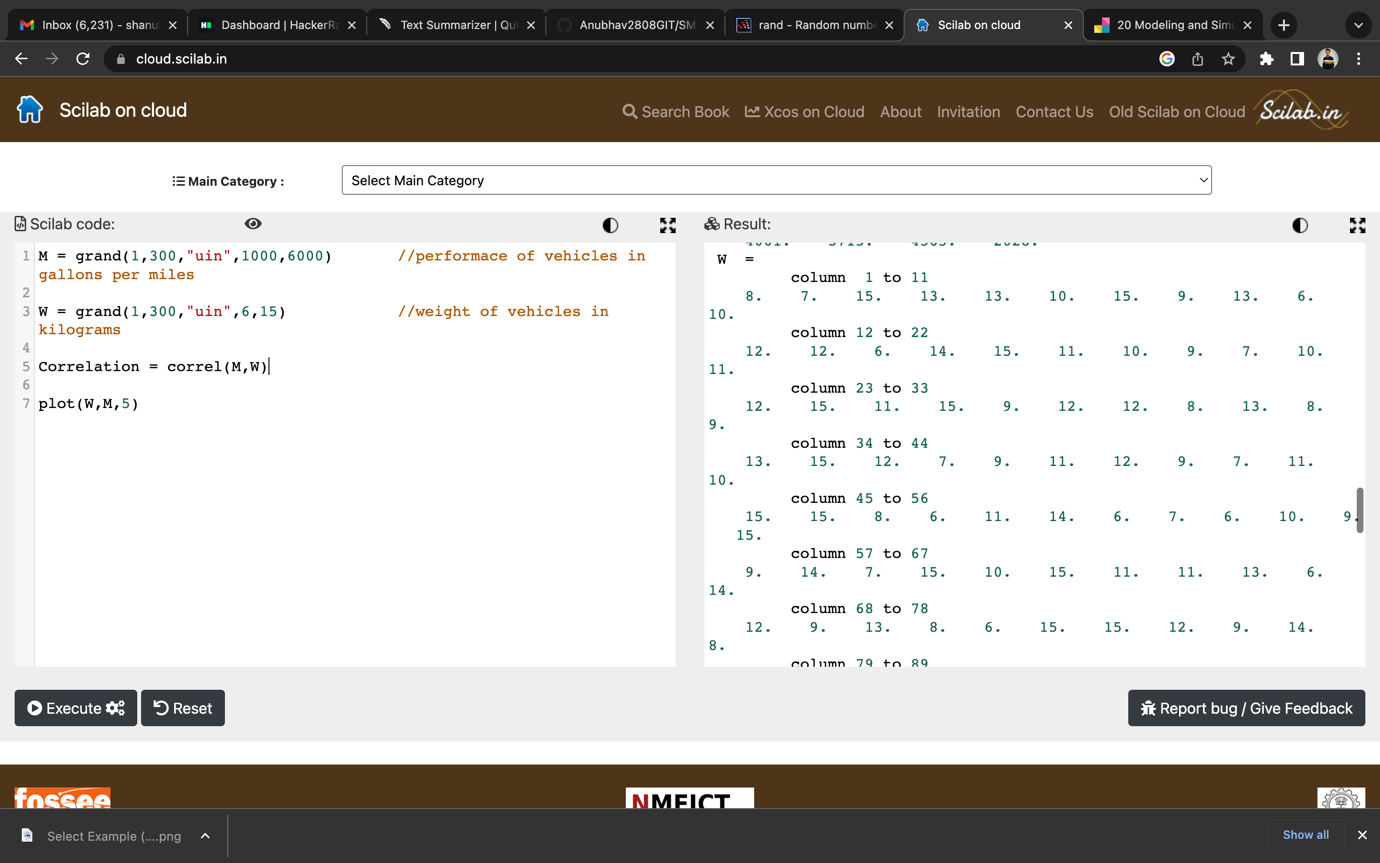 Inbox (6,231) - shanu
Dashboard | HackerRa
Text Summarizer | Qui
Anubhav2808GIT/SM
rand - Random numbe
Scilab on cloud
20 Modeling and Simu
cloud.scilab.in
Scilab on cloud
Search Book
Xcos on Cloud
About
Invitation
Contact Us
Old Scilab on Cloud
Scilab.in
Main Category :
Select Main Category
Scilab code:
1 M = grand(1,300,"uin",1000,6000) //performace of vehicles in
gallons per miles
2
3 W = grand(1,300,"uin",6,15) //weight of vehicles in
kilograms
4
5 Correlation = correl(M,W)
6
7 plot(W,M,5)
Result:
W =
column 1 to 11
8. 7. 15. 13. 13. 10. 15. 9. 13. 6.
10.
column 12 to 22
12. 12. 6. 14. 15. 11. 10. 9. 7. 10.
11.
column 23 to 33
12. 15. 11. 15. 9. 12. 12. 8. 13. 8.
9.
column 34 to 44
13. 15. 12. 7. 9. 11. 12. 9. 7. 11.
10.
column 45 to 56
15. 15. 8. 6. 11. 14. 6. 7. 6. 10. 9.
15.
column 57 to 67
9. 14. 7. 15. 10. 15. 11. 11. 13. 6.
14.
column 68 to 78
12. 9. 13. 8. 6. 15. 15. 12. 9. 14.
8.
column 79 to 89
Execute
Reset
Report bug / Give Feedback
fossee
NMEICT
Select Example (....png
Show all